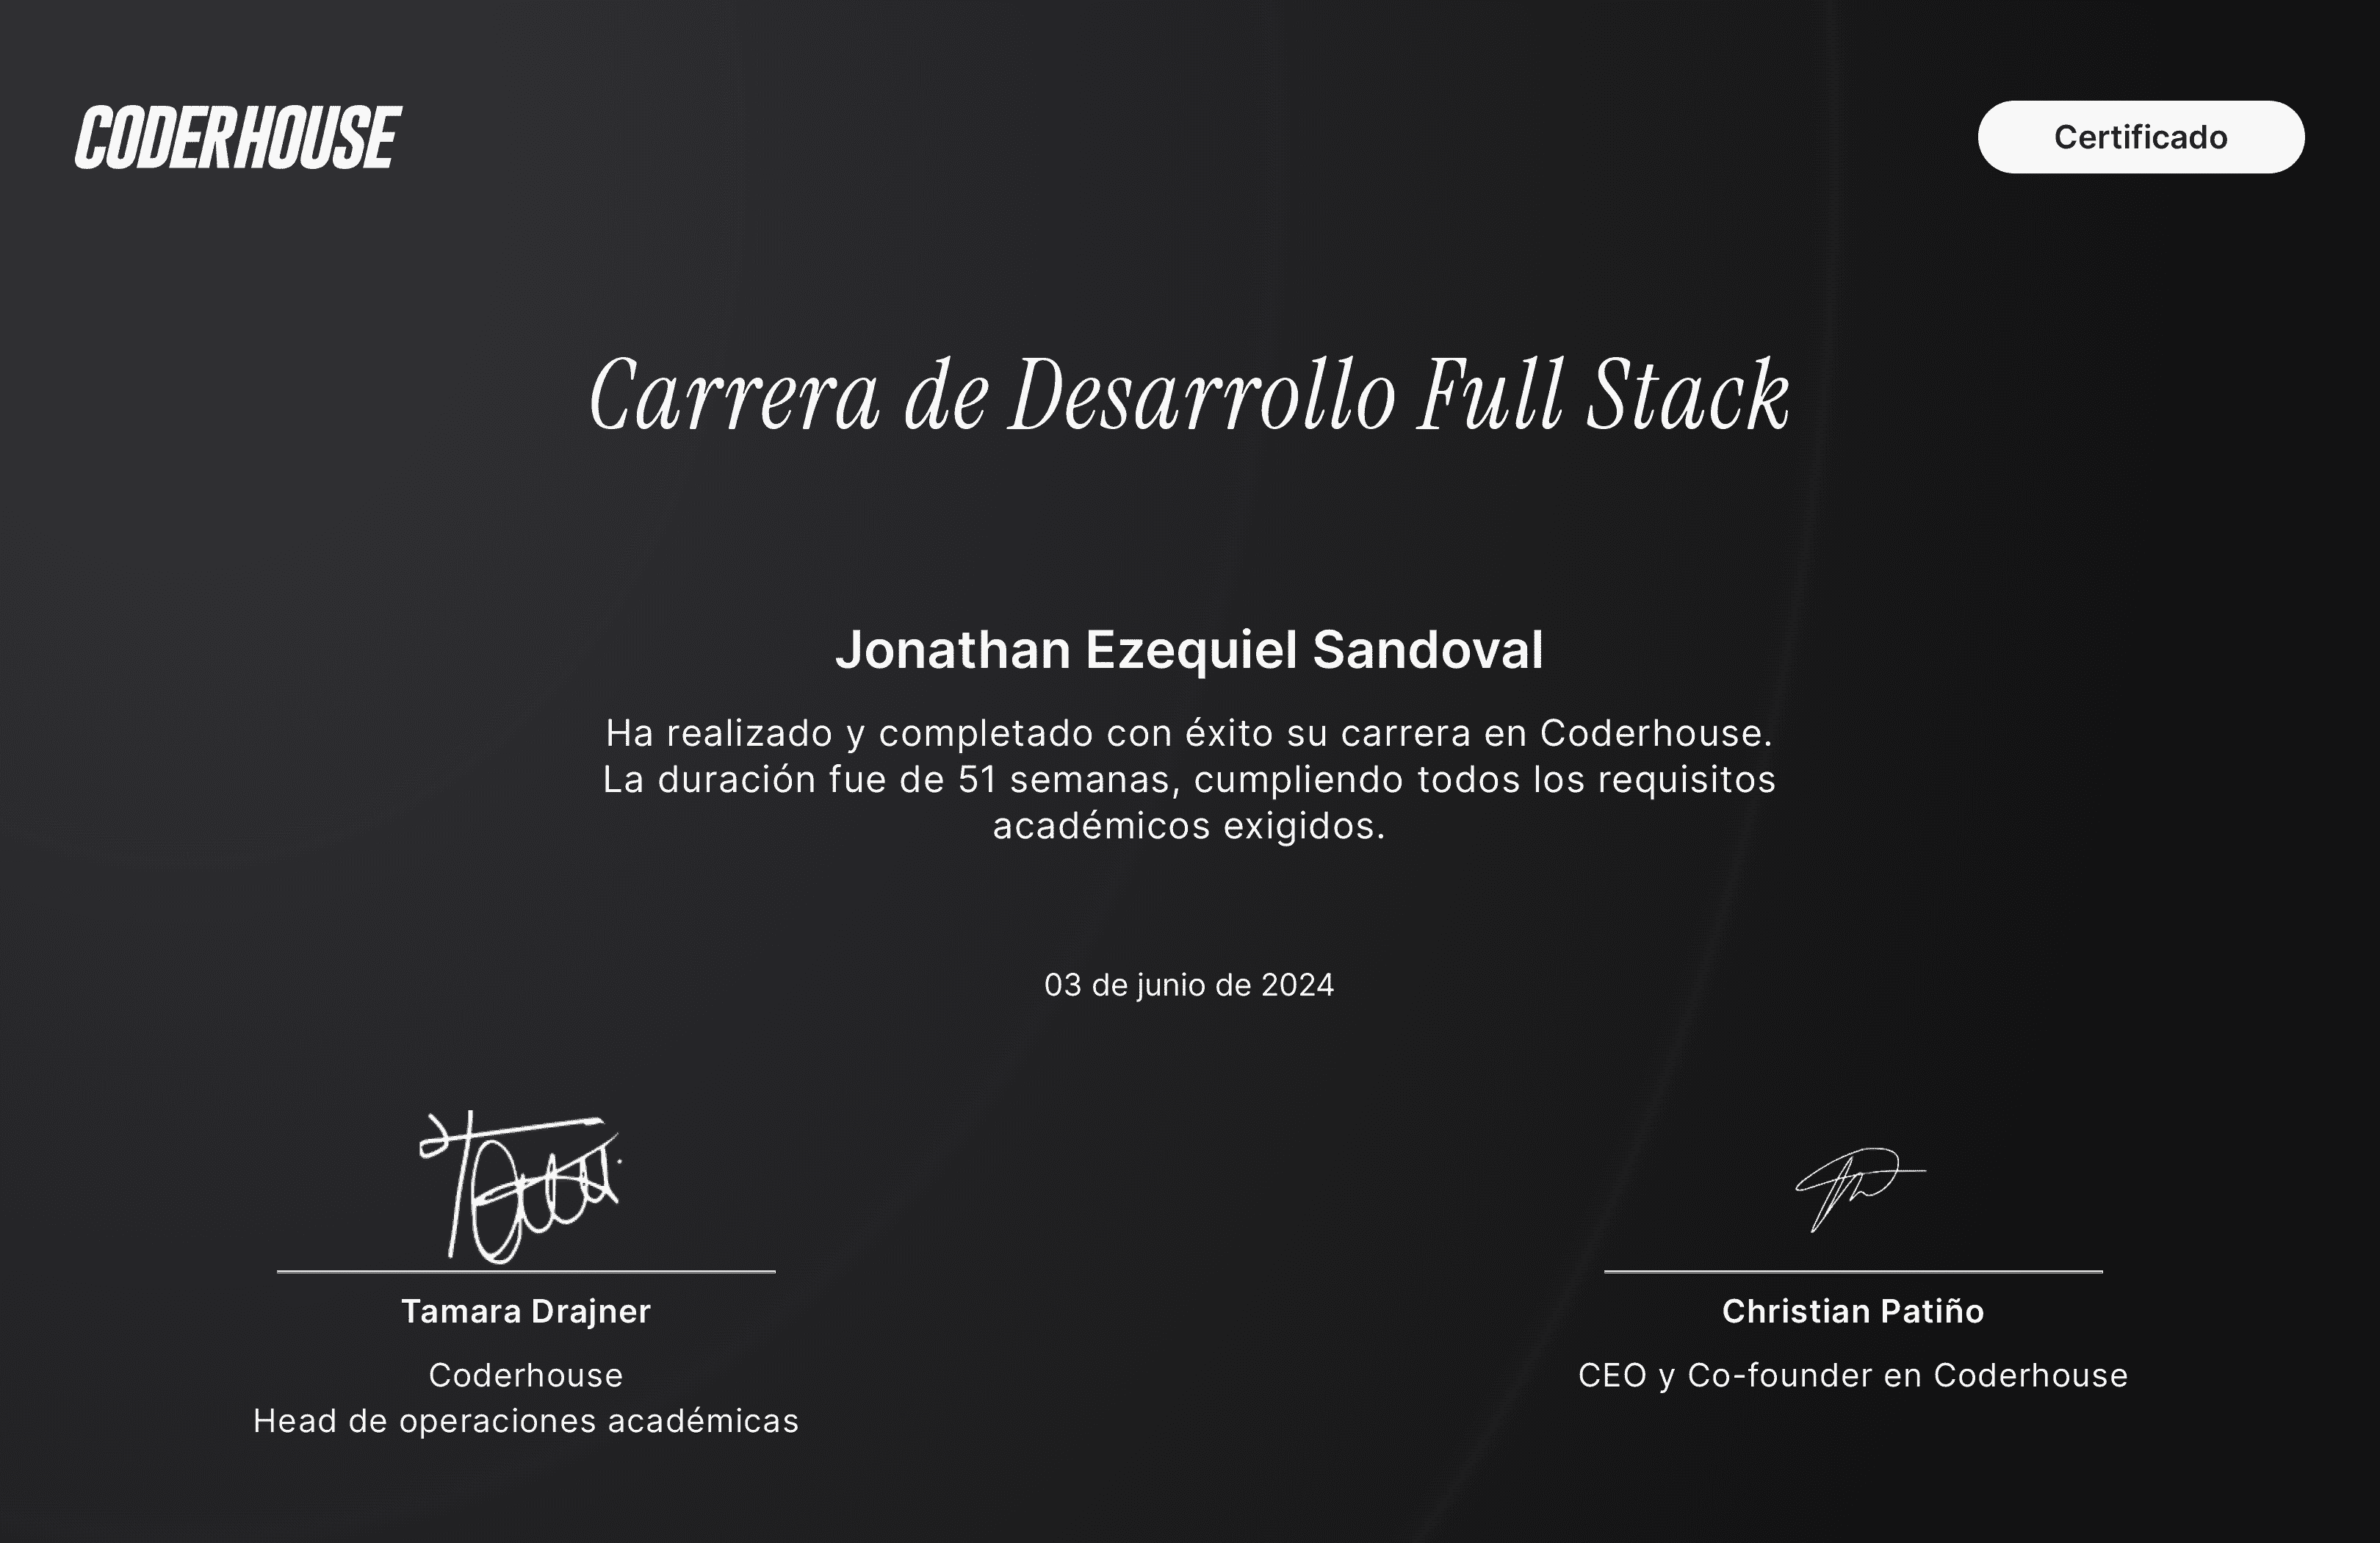 CODERHOUSE
Certificado
Carrera de Desarrollo Full Stack
Jonathan Ezequiel Sandoval
Ha realizado y completado con éxito su carrera en Coderhouse.
La duración fue de 51 semanas, cumpliendo todos los requisitos
académicos exigidos.
03 de junio de 2024
Tamara Drajner
Coderhouse
Head de operaciones académicas
Christian Patiño
CEO y Co-founder en Coderhouse